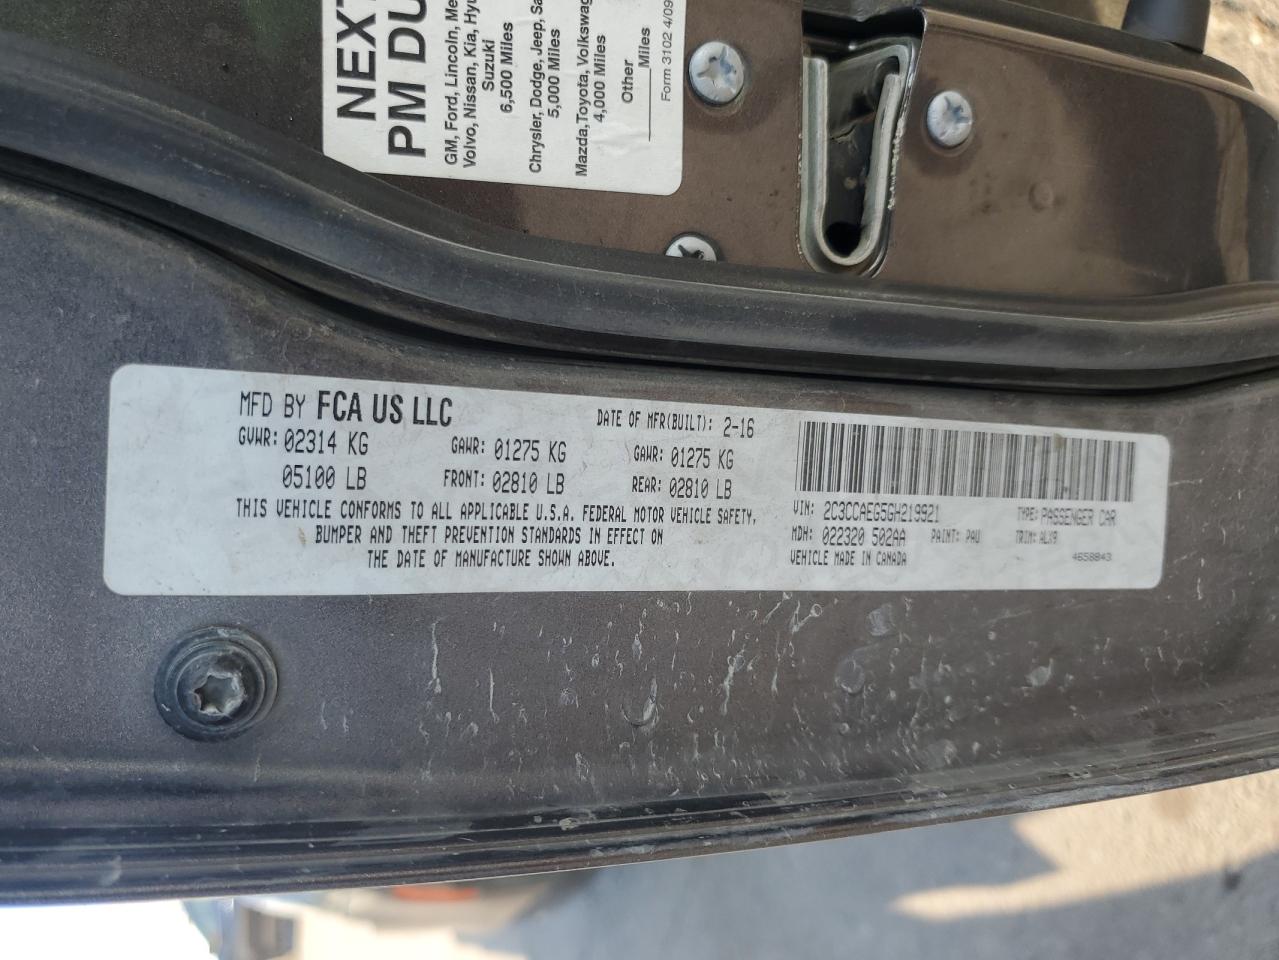 NEXT
PM DU
GM, Ford, Lincoln, Me
Volvo, Nissan, Kia, Hyu
Suzuki
6,500 Miles
Chrysler, Dodge, Jeep, Sa
5,000 Miles
Mazda, Toyota, Volkswag
4,000 Miles
Other
Miles
Form 3102 4/09
MFD BY FCA US LLC DATE OF MFR(BUILT): 2-16
GVWR: 02314 KG GAWR: 01275 KG GAWR: 01275 KG
05100 LB FRONT: 02810 LB REAR: 02810 LB
THIS VEHICLE CONFORMS TO ALL APPLICABLE U.S.A. FEDERAL MOTOR VEHICLE SAFETY,
BUMPER AND THEFT PREVENTION STANDARDS IN EFFECT ON
THE DATE OF MANUFACTURE SHOWN ABOVE.
VIN: 2C3CCAEG5GH219921 TYPE: PASSENGER CAR
MDH: 022320 502AA PAINT: PAU TRIM: ALX9
VEHICLE MADE IN CANADA 4658843